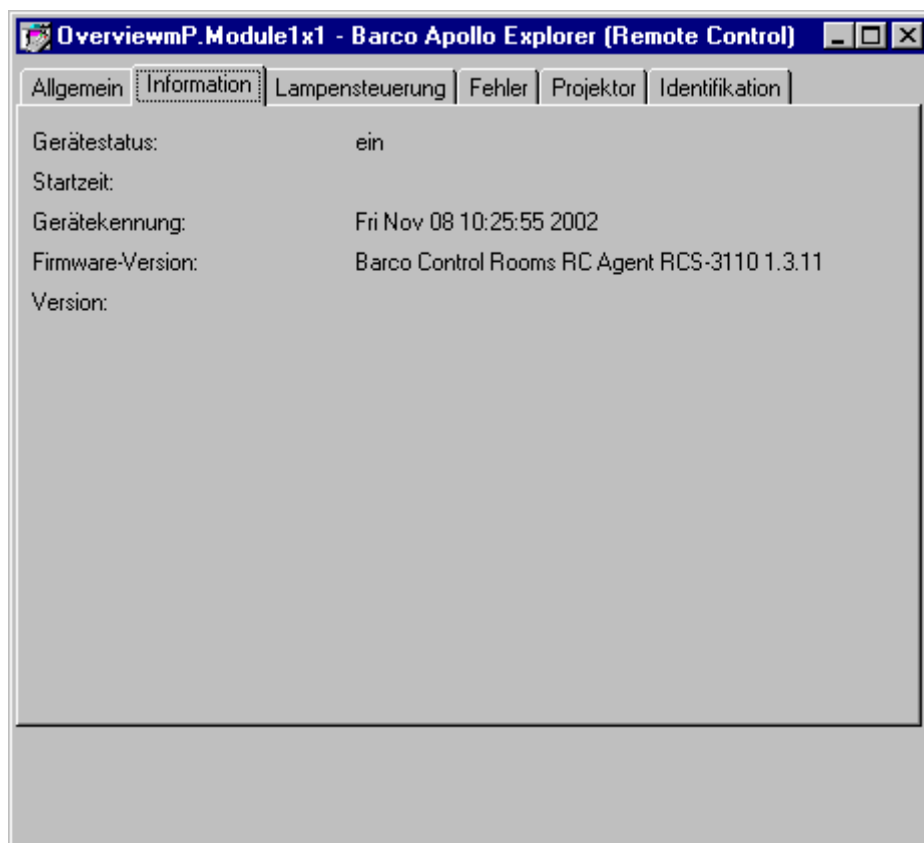 OverviewmP.Module1x1 - Barco Apollo Explorer (Remote Control)
Allgemein Information Lampensteuerung Fehler Projektor Identifikation
Gerätestatus: ein
Startzeit:
Gerätekennung: Fri Nov 08 10:25:55 2002
Firmware-Version: Barco Control Rooms RC Agent RCS-3110 1.3.11
Version: